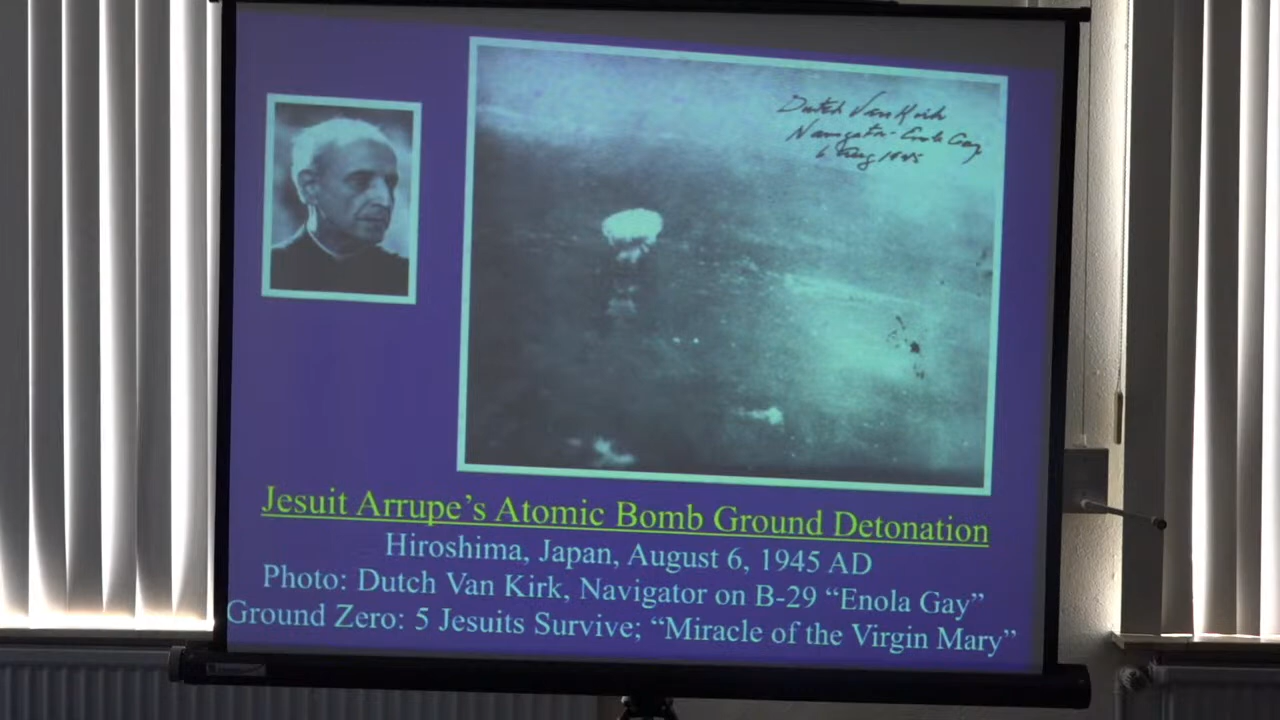 Dutch Van Kirk
Navigator - Enola Gay
6 Aug 1945
Jesuit Arrupe's Atomic Bomb Ground Detonation
Hiroshima, Japan, August 6, 1945 AD
Photo: Dutch Van Kirk, Navigator on B-29 “Enola Gay”
Ground Zero: 5 Jesuits Survive; “Miracle of the Virgin Mary”